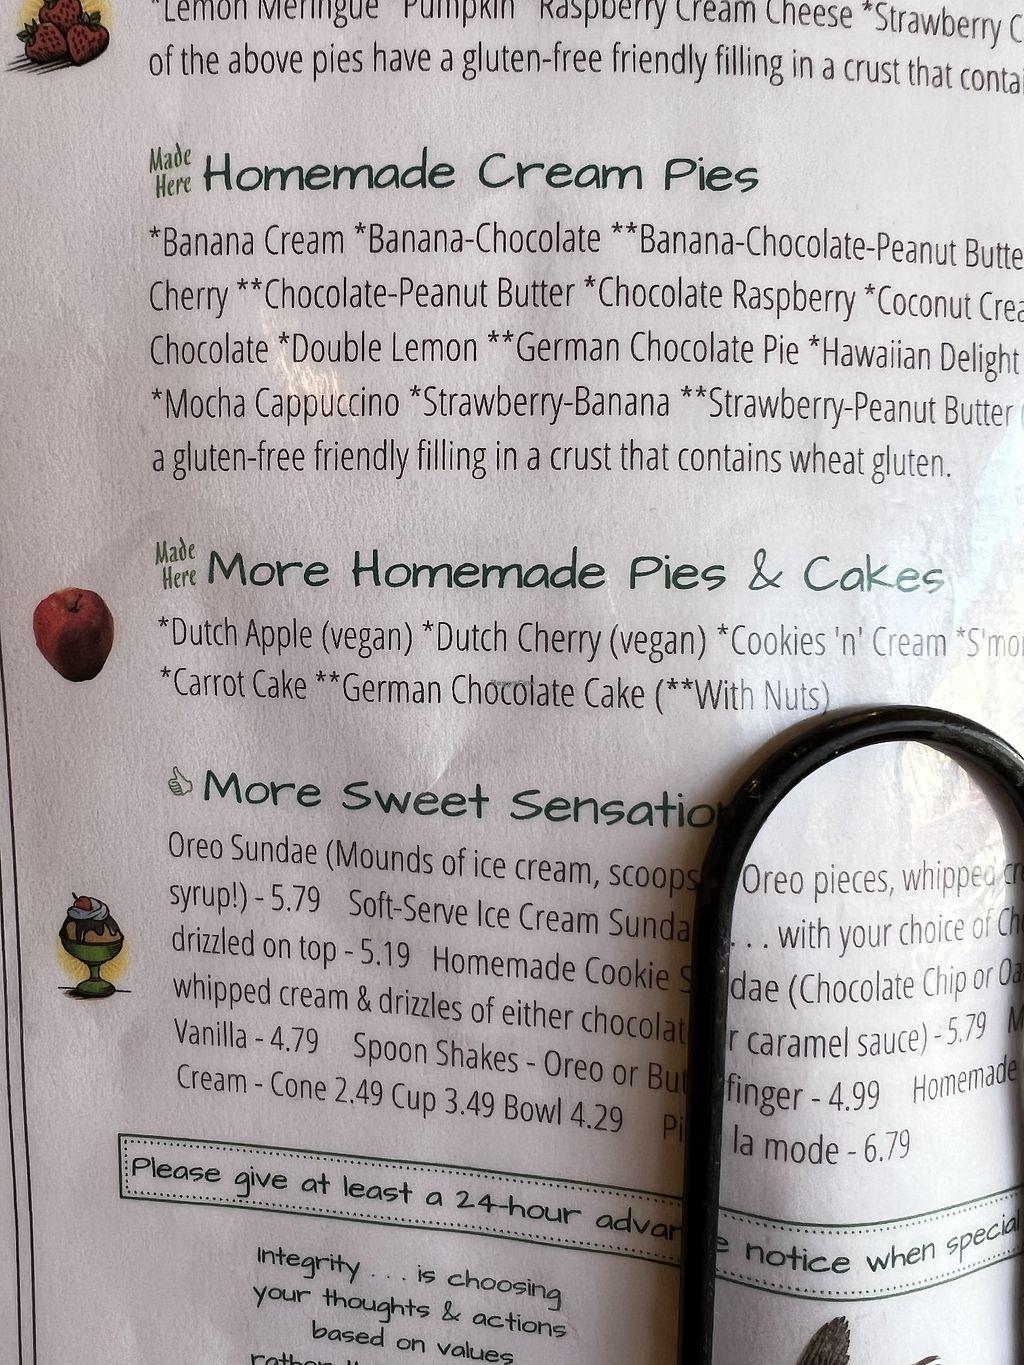 *Lemon Meringue *Pumpkin *Raspberry Cream Cheese *Strawberry C
of the above pies have a gluten-free friendly filling in a crust that contai
Made Here Homemade Cream Pies
*Banana Cream *Banana-Chocolate **Banana-Chocolate-Peanut Butte
Cherry **Chocolate-Peanut Butter *Chocolate Raspberry *Coconut Crea
Chocolate *Double Lemon **German Chocolate Pie *Hawaiian Delight
*Mocha Cappuccino *Strawberry-Banana **Strawberry-Peanut Butter (
a gluten-free friendly filling in a crust that contains wheat gluten.
Made Here More Homemade Pies & Cakes
*Dutch Apple (vegan) *Dutch Cherry (vegan) *Cookies 'n' Cream *S'mo
*Carrot Cake **German Chocolate Cake (**With Nuts)
More Sweet Sensatio
Oreo Sundae (Mounds of ice cream, scoops Oreo pieces, whipped cr
syrup!) - 5.79 Soft-Serve Ice Cream Sunda . . . with your choice of Ch
drizzled on top - 5.19 Homemade Cookie S dae (Chocolate Chip or Oa
whipped cream & drizzles of either chocolat r caramel sauce) - 5.79 M
Vanilla - 4.79 Spoon Shakes - Oreo or But finger - 4.99 Homemade
Cream - Cone 2.49 Cup 3.49 Bowl 4.29 Pi la mode - 6.79
Please give at least a 24-hour advan e notice when special
Integrity . . . is choosing
your thoughts & actions
based on values